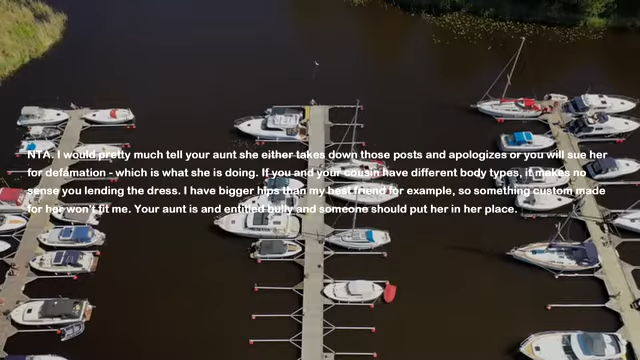 NTA. I would pretty much tell your aunt she either takes down those posts and apologizes or you will sue her
for defamation - which is what she is doing. If you and your cousin have different body types, it makes no
sense you lending the dress. I have bigger hips than my best friend for example, so something custom made
for her won't fit me. Your aunt is and entitled bully and someone should put her in her place.